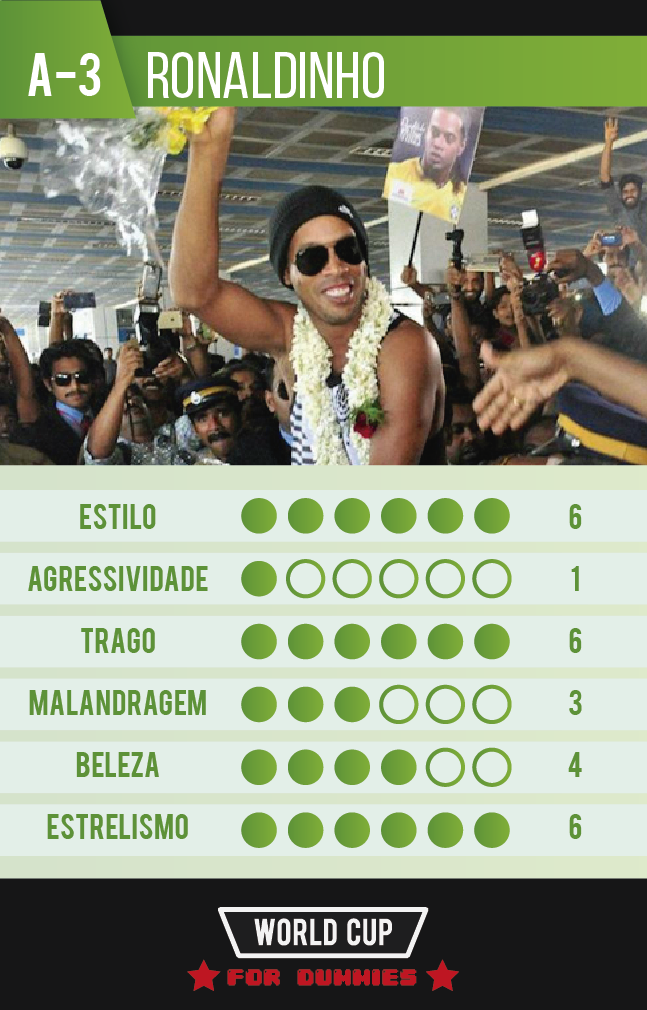 A-3 RONALDINHO
ESTILO 6
AGRESSIVIDADE 1
TRAGO 6
MALANDRAGEM 3
BELEZA 4
ESTRELISMO 6
WORLD CUP
FOR DUMMIES